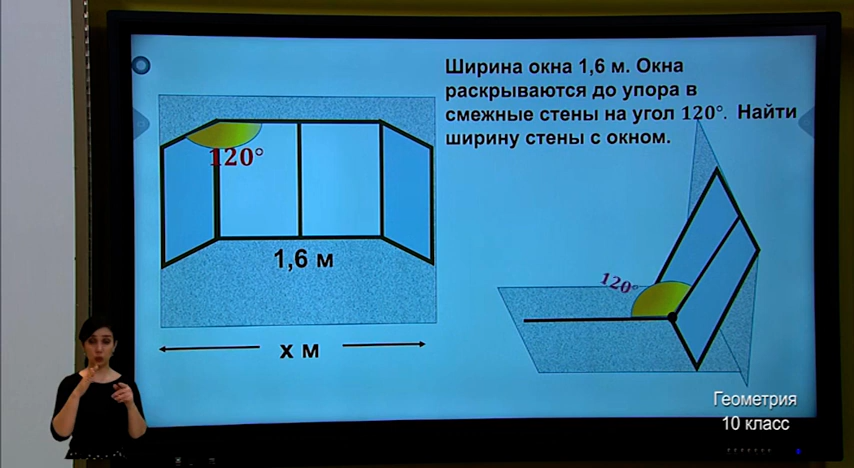 Ширина окна 1,6 м. Окна
раскрываются до упора в
смежные стены на угол 120°. Найти
ширину стены с окном.
120°
1,6 м
х м
120°
Геометрия
10 класс